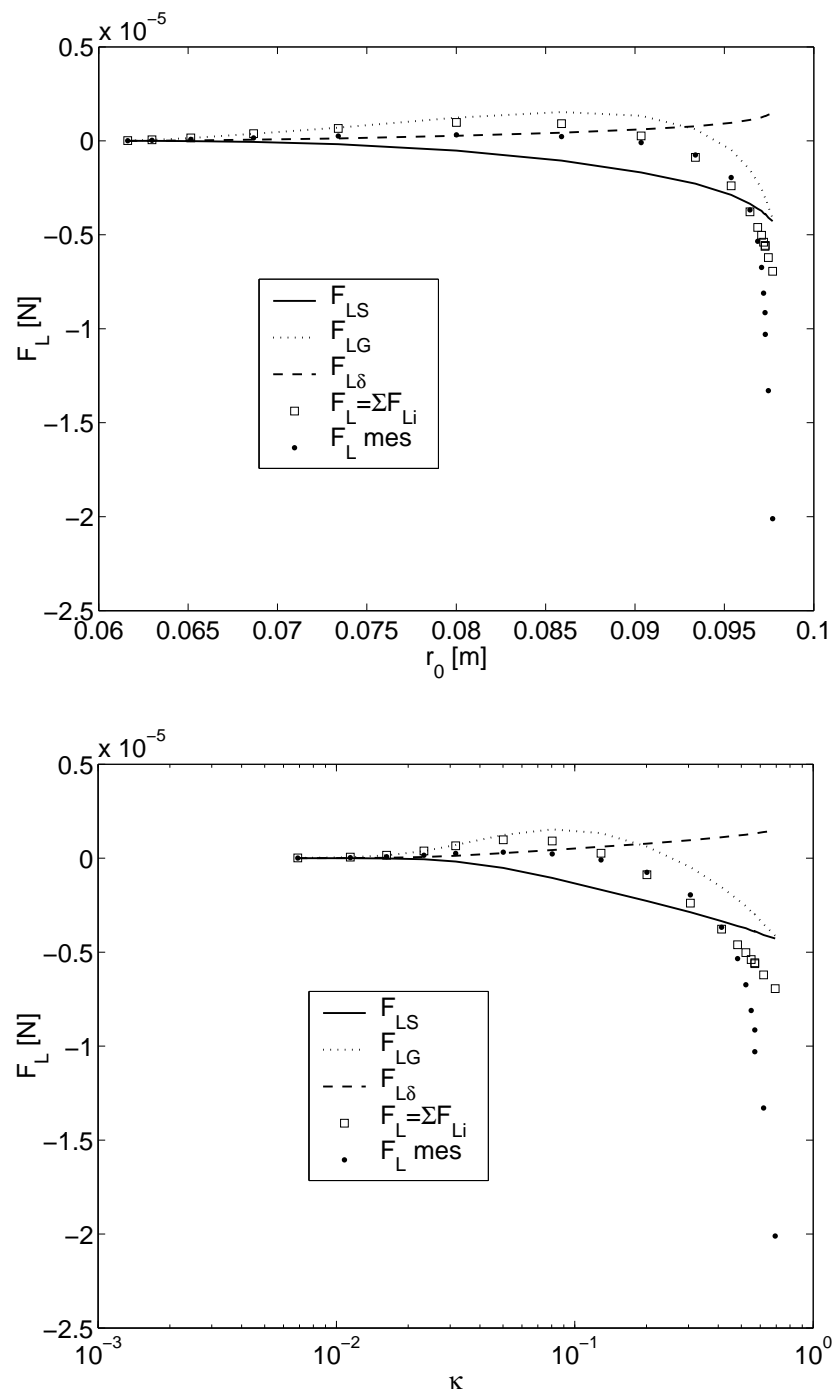 x 10−5
0.5
0
−0.5
−1
−1.5
−2
−2.5
F_L [N]
F_LS
F_LG
F_Lδ
F_L=ΣF_Li
F_L mes
0.06 0.065 0.07 0.075 0.08 0.085 0.09 0.095 0.1
r_0 [m]
x 10−5
0.5
0
−0.5
−1
−1.5
−2
−2.5
F_L [N]
F_LS
F_LG
F_Lδ
F_L=ΣF_Li
F_L mes
10−3 10−2 10−1 100
κ